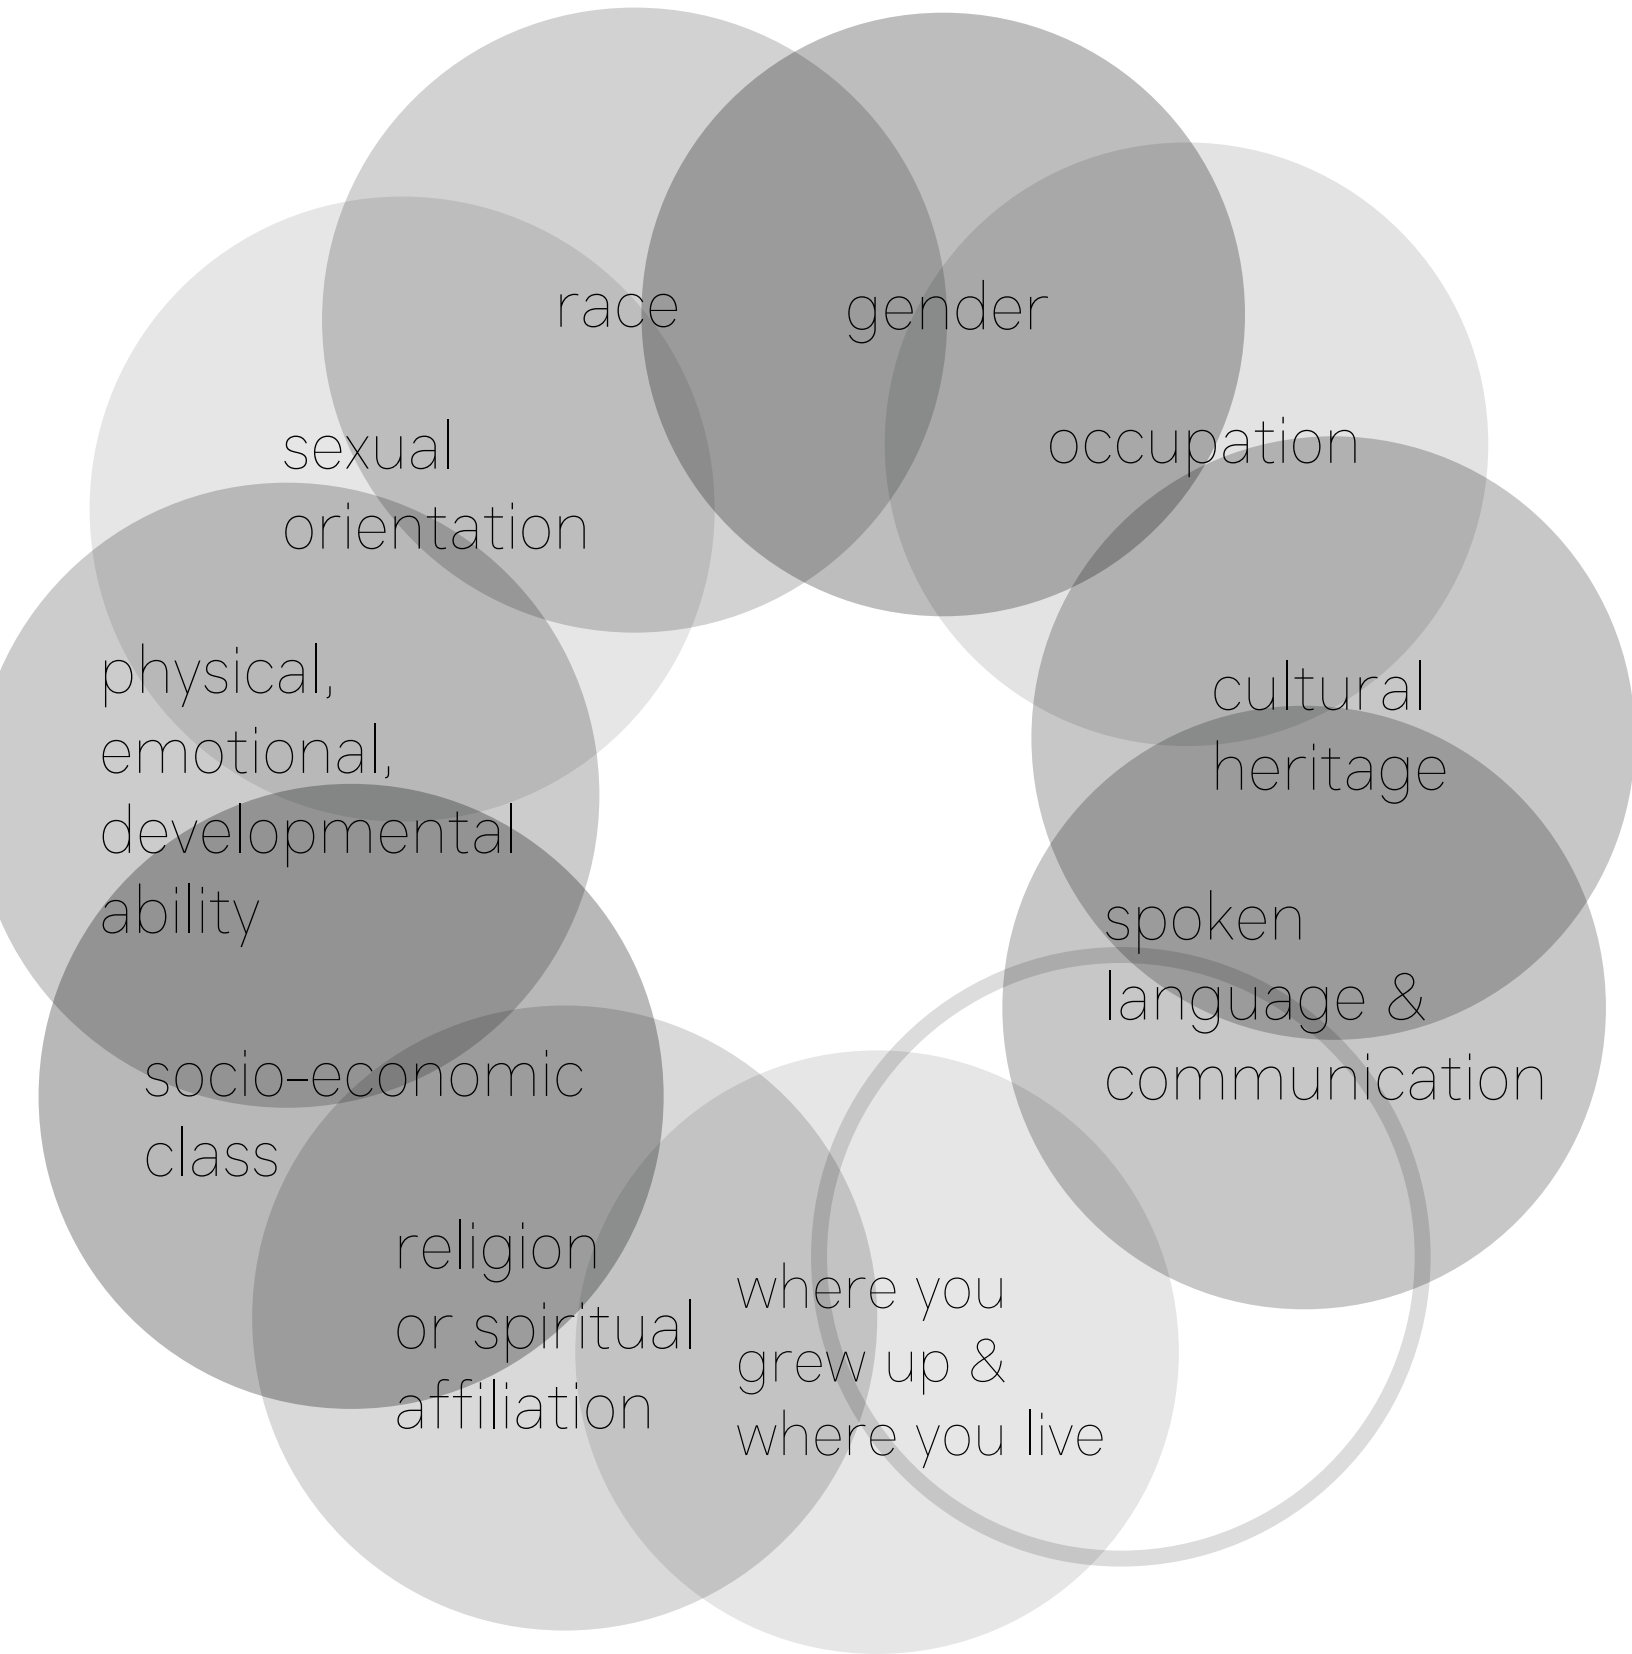 race
gender
occupation
cultural
heritage
spoken
language &
communication
where you
grew up &
where you live
religion
or spiritual
affiliation
socio-economic
class
physical,
emotional,
developmental
ability
sexual
orientation